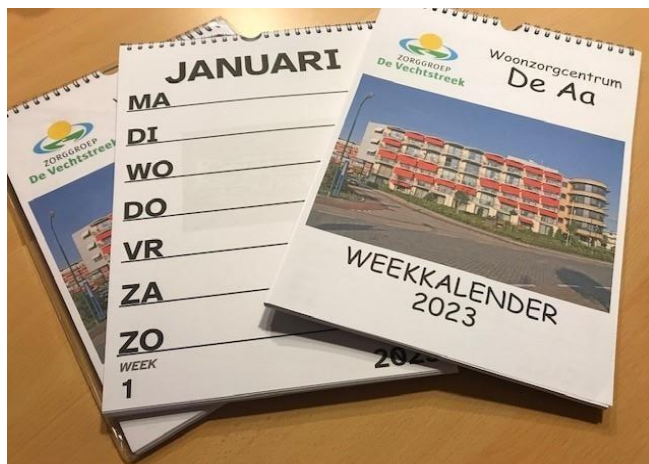 ZORGGROEP
De Vechtstreek
JANUARI
MA
DI
WO
DO
VR
ZA
ZO
WEEK
1
ZORGGROEP
De Vechtstreek
Woonzorgcentrum
De Aa
WEEKKALENDER
2023